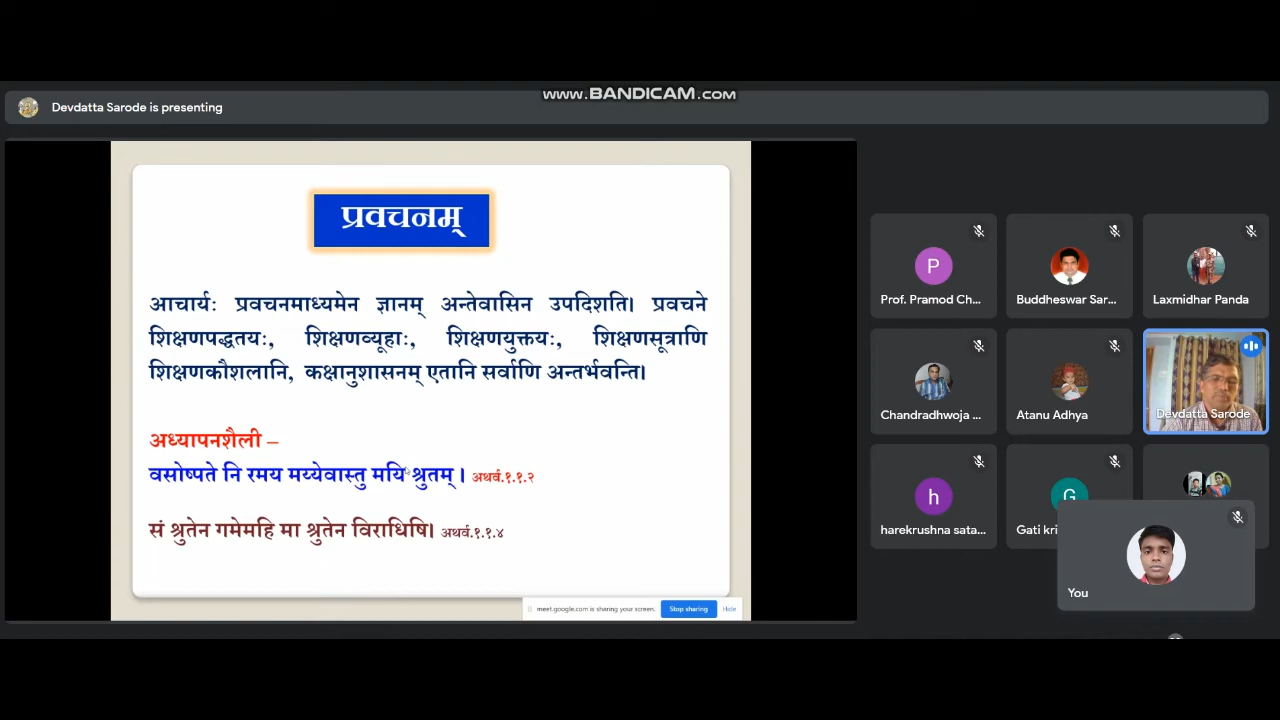 www.BANDICAM.com
Devdatta Sarode is presenting
प्रवचनम्
आचार्यः प्रवचनमाध्यमेन ज्ञानम् अन्तेवासिन उपदिशति। प्रवचने
शिक्षणपद्धतयः, शिक्षणव्यूहाः, शिक्षणयुक्तयः, शिक्षणसूत्राणि
शिक्षणकौशलानि, कक्षानुशासनम् एतानि सर्वाणि अन्तर्भवन्ति।
अध्यापनशैली –
वसोष्पते नि रमय मय्येवास्तु मयि श्रुतम् । अथर्व.१.१.२
सं श्रुतेन गमेमहि मा श्रुतेन विराधिषि। अथर्व.१.१.४
meet.google.com is sharing your screen. Stop sharing Hide
P
Prof. Pramod Ch...
Buddheswar Sar...
Laxmidhar Panda
Chandradhwoja ...
Atanu Adhya
Devdatta Sarode
h
harekrushna sata...
G
Gati kri
You